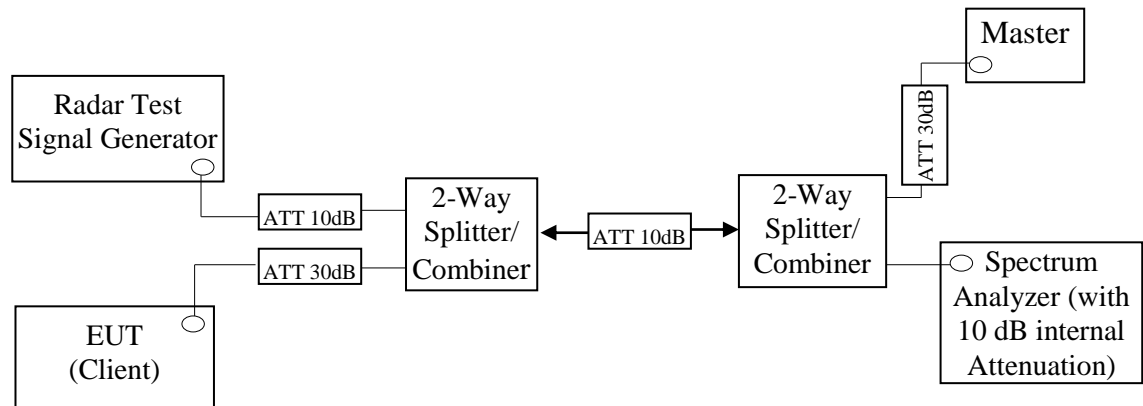 Radar Test
Signal Generator
ATT 10dB
EUT
(Client)
ATT 30dB
2-Way
Splitter/
Combiner
ATT 10dB
2-Way
Splitter/
Combiner
Master
ATT 30dB
Spectrum
Analyzer (with
10 dB internal
Attenuation)